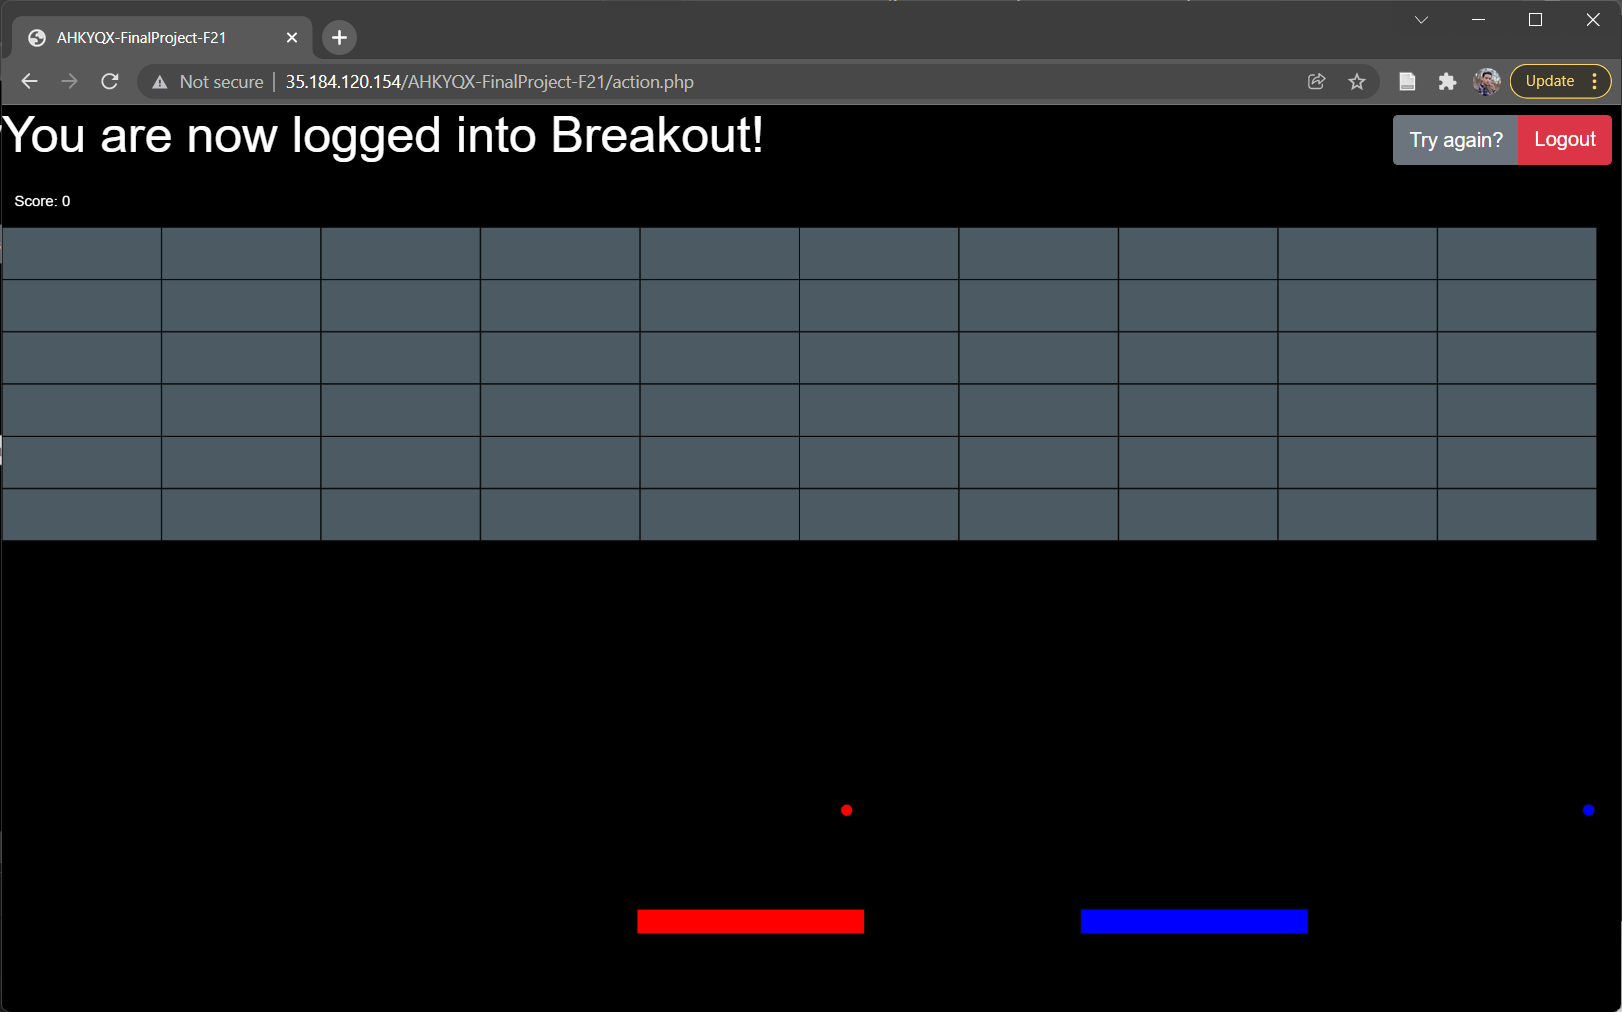 AHKYQX-FinalProject-F21
Not secure | 35.184.120.154/AHKYQX-FinalProject-F21/action.php
Update
You are now logged into Breakout!
Try again?
Logout
Score: 0